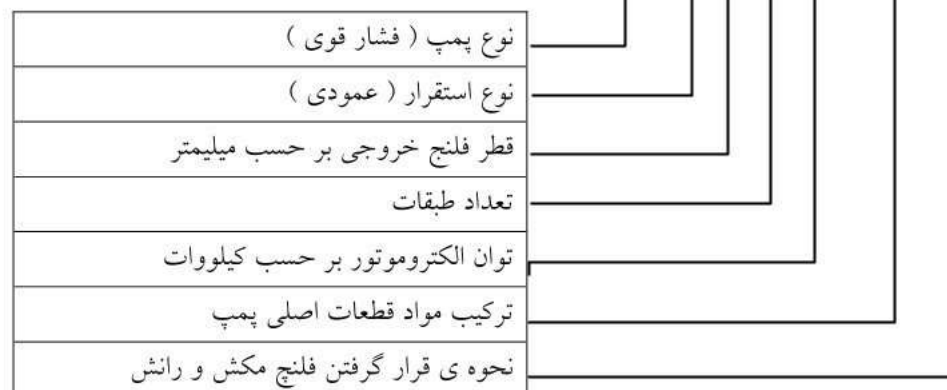 نوع پمپ ( فشار قوی )
نوع استقرار ( عمودی )
قطر فلنج خروجی بر حسب میلیمتر
تعداد طبقات
توان الکتروموتور بر حسب کیلووات
ترکیب مواد قطعات اصلی پمپ
نحوه ی قرار گرفتن فلنچ مکش و رانش